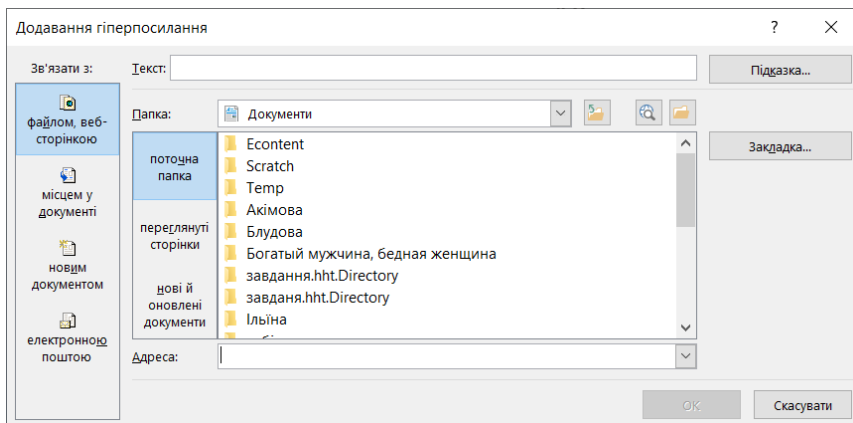 Додавання гіперпосилання
?
Зв'язати з:
Текст:
Підказка...
файлом, веб-
сторінкою
місцем у
документі
новим
документом
електронною
поштою
Папка:
Документи
Закладка...
поточна
папка
переглянуті
сторінки
нові й
оновлені
документи
Econtent
Scratch
Temp
Акімова
Блудова
Богатый мужчина, бедная женщина
завдання.hht.Directory
завданя.hht.Directory
Ільїна
Адреса:
ОК
Скасувати